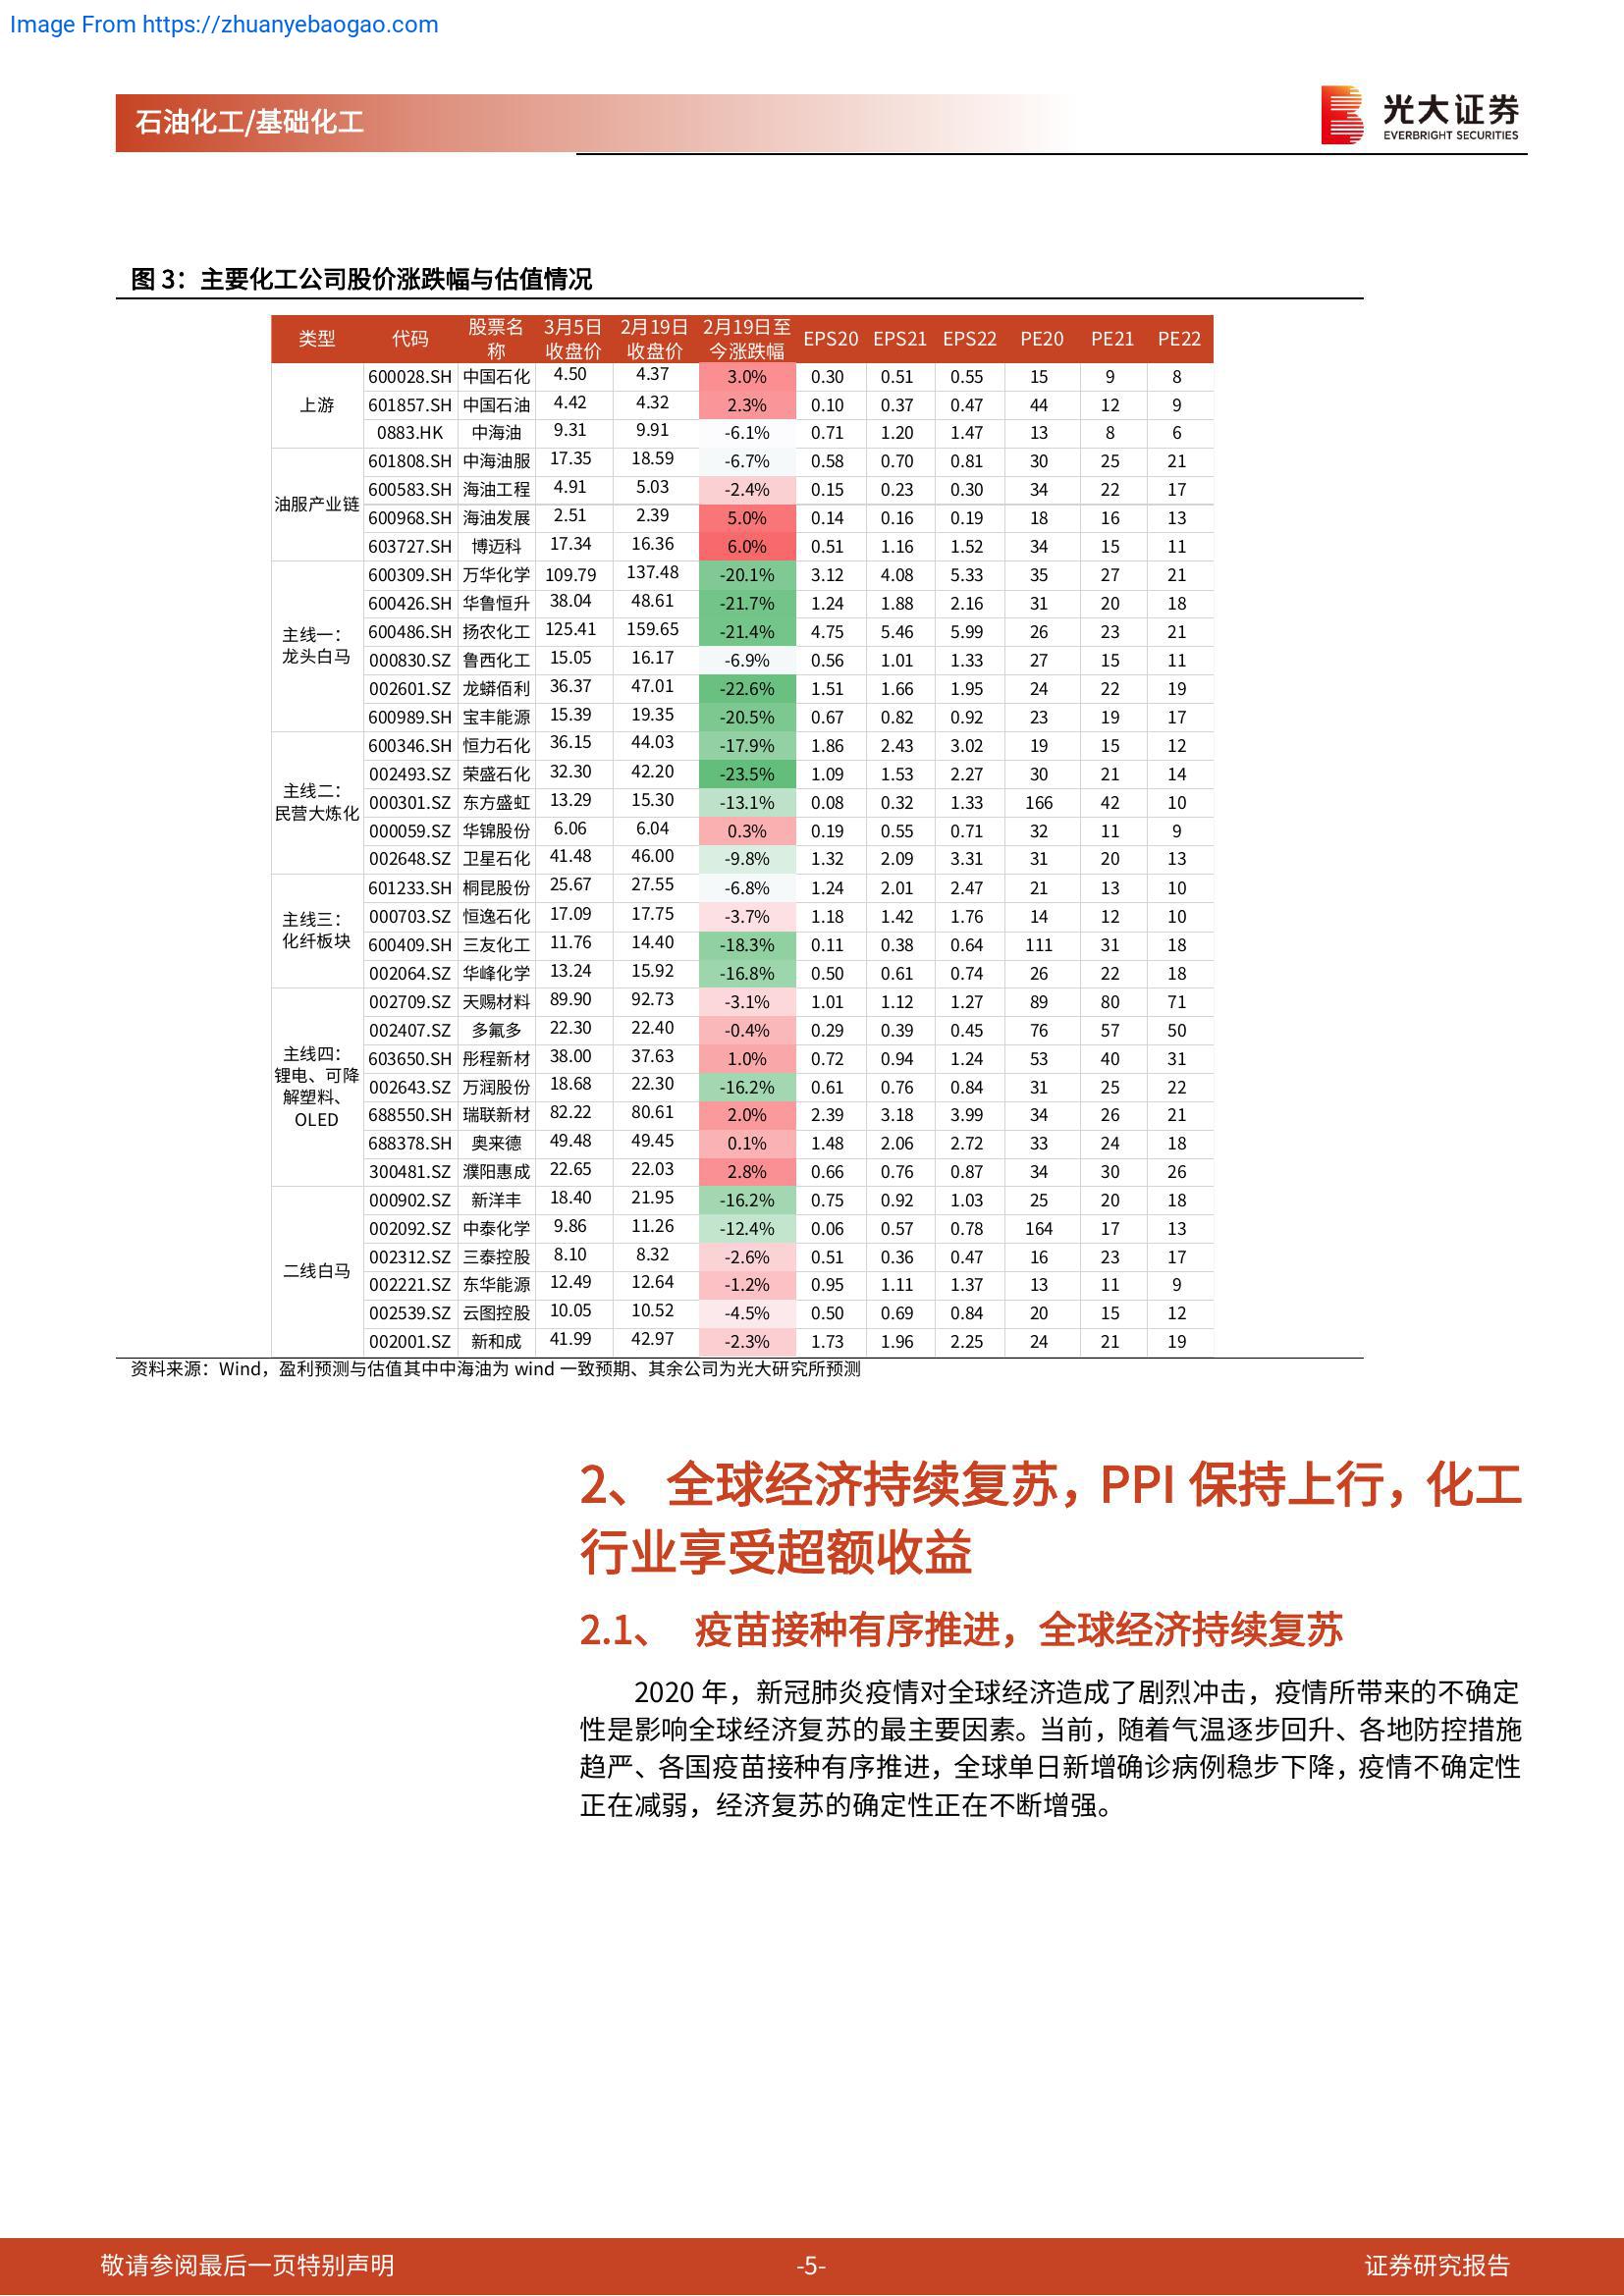 Image From https://zhuanyebaogao.com
石油化工/基础化工
光大证券
EVERBRIGHT SECURITIES
图 3：主要化工公司股价涨跌幅与估值情况
类型 代码 股票名称 3月5日收盘价 2月19日收盘价 2月19日至今涨跌幅 EPS20 EPS21 EPS22 PE20 PE21 PE22
上游
600028.SH 中国石化 4.50 4.37 3.0% 0.30 0.51 0.55 15 9 8
601857.SH 中国石油 4.42 4.32 2.3% 0.10 0.37 0.47 44 12 9
0883.HK 中海油 9.31 9.91 -6.1% 0.71 1.20 1.47 13 8 6
油服产业链
601808.SH 中海油服 17.35 18.59 -6.7% 0.58 0.70 0.81 30 25 21
600583.SH 海油工程 4.91 5.03 -2.4% 0.15 0.23 0.30 34 22 17
600968.SH 海油发展 2.51 2.39 5.0% 0.14 0.16 0.19 18 16 13
603727.SH 博迈科 17.34 16.36 6.0% 0.51 1.16 1.52 34 15 11
主线一：
龙头白马
600309.SH 万华化学 109.79 137.48 -20.1% 3.12 4.08 5.33 35 27 21
600426.SH 华鲁恒升 38.04 48.61 -21.7% 1.24 1.88 2.16 31 20 18
600486.SH 扬农化工 125.41 159.65 -21.4% 4.75 5.46 5.99 26 23 21
000830.SZ 鲁西化工 15.05 16.17 -6.9% 0.56 1.01 1.33 27 15 11
002601.SZ 龙蟒佰利 36.37 47.01 -22.6% 1.51 1.66 1.95 24 22 19
600989.SH 宝丰能源 15.39 19.35 -20.5% 0.67 0.82 0.92 23 19 17
主线二：
民营大炼化
600346.SH 恒力石化 36.15 44.03 -17.9% 1.86 2.43 3.02 19 15 12
002493.SZ 荣盛石化 32.30 42.20 -23.5% 1.09 1.53 2.27 30 21 14
000301.SZ 东方盛虹 13.29 15.30 -13.1% 0.08 0.32 1.33 166 42 10
000059.SZ 华锦股份 6.06 6.04 0.3% 0.19 0.55 0.71 32 11 9
002648.SZ 卫星石化 41.48 46.00 -9.8% 1.32 2.09 3.31 31 20 13
主线三：
化纤板块
601233.SH 桐昆股份 25.67 27.55 -6.8% 1.24 2.01 2.47 21 13 10
000703.SZ 恒逸石化 17.09 17.75 -3.7% 1.18 1.42 1.76 14 12 10
600409.SH 三友化工 11.76 14.40 -18.3% 0.11 0.38 0.64 111 31 18
002064.SZ 华峰化学 13.24 15.92 -16.8% 0.50 0.61 0.74 26 22 18
主线四：
锂电、可降
解塑料、
OLED
002709.SZ 天赐材料 89.90 92.73 -3.1% 1.01 1.12 1.27 89 80 71
002407.SZ 多氟多 22.30 22.40 -0.4% 0.29 0.39 0.45 76 57 50
603650.SH 彤程新材 38.00 37.63 1.0% 0.72 0.94 1.24 53 40 31
002643.SZ 万润股份 18.68 22.30 -16.2% 0.61 0.76 0.84 31 25 22
688550.SH 瑞联新材 82.22 80.61 2.0% 2.39 3.18 3.99 34 26 21
688378.SH 奥来德 49.48 49.45 0.1% 1.48 2.06 2.72 33 24 18
300481.SZ 濮阳惠成 22.65 22.03 2.8% 0.66 0.76 0.87 34 30 26
二线白马
000902.SZ 新洋丰 18.40 21.95 -16.2% 0.75 0.92 1.03 25 20 18
002092.SZ 中泰化学 9.86 11.26 -12.4% 0.06 0.57 0.78 164 17 13
002312.SZ 三泰控股 8.10 8.32 -2.6% 0.51 0.36 0.47 16 23 17
002221.SZ 东华能源 12.49 12.64 -1.2% 0.95 1.11 1.37 13 11 9
002539.SZ 云图控股 10.05 10.52 -4.5% 0.50 0.69 0.84 20 15 12
002001.SZ 新和成 41.99 42.97 -2.3% 1.73 1.96 2.25 24 21 19
资料来源：Wind，盈利预测与估值其中中海油为 wind 一致预期、其余公司为光大研究所预测
2、 全球经济持续复苏，PPI 保持上行，化工
行业享受超额收益
2.1、 疫苗接种有序推进，全球经济持续复苏
2020 年，新冠肺炎疫情对全球经济造成了剧烈冲击，疫情所带来的不确定
性是影响全球经济复苏的最主要因素。当前，随着气温逐步回升、各地防控措施
趋严、各国疫苗接种有序推进，全球单日新增确诊病例稳步下降，疫情不确定性
正在减弱，经济复苏的确定性正在不断增强。
敬请参阅最后一页特别声明 -5- 证券研究报告